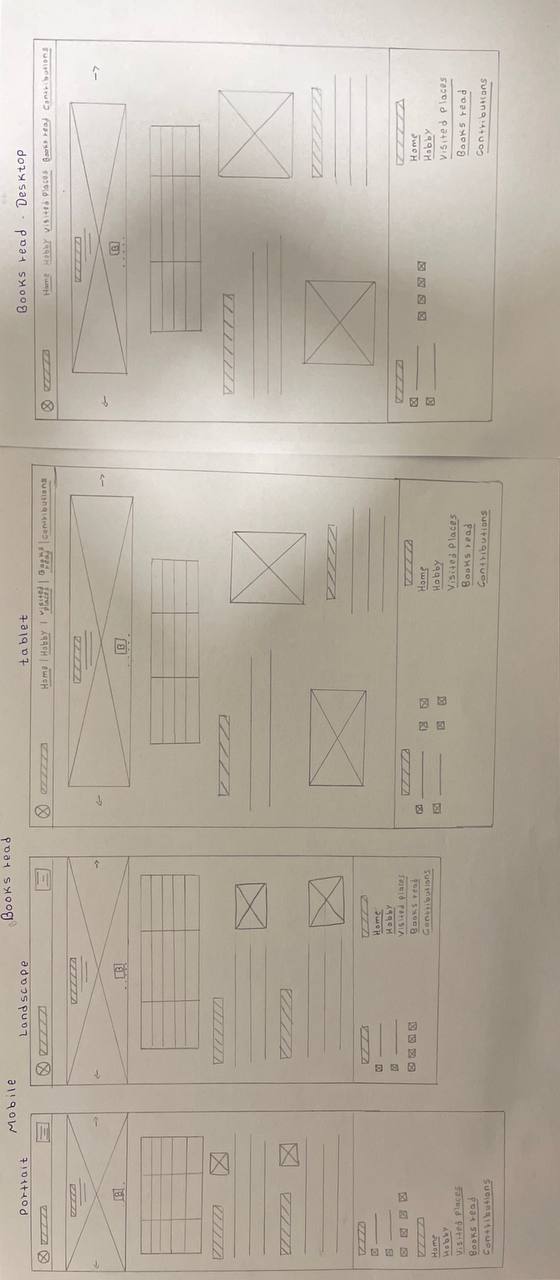 Books read - Desktop
Home Hobby Visited Places Books read Contributions
B
Home
Hobby
Visited Places
Books read
Contributions
tablet
Home | Hobby | Visited Places | Books read | Contributions
B
Home
Hobby
Visited Places
Books read
Contributions
Books read
Mobile
Landscape
B
Home
Hobby
Visited places
Books read
Contributions
Portrait
B
Home
Hobby
Visited Places
Books read
Contributions